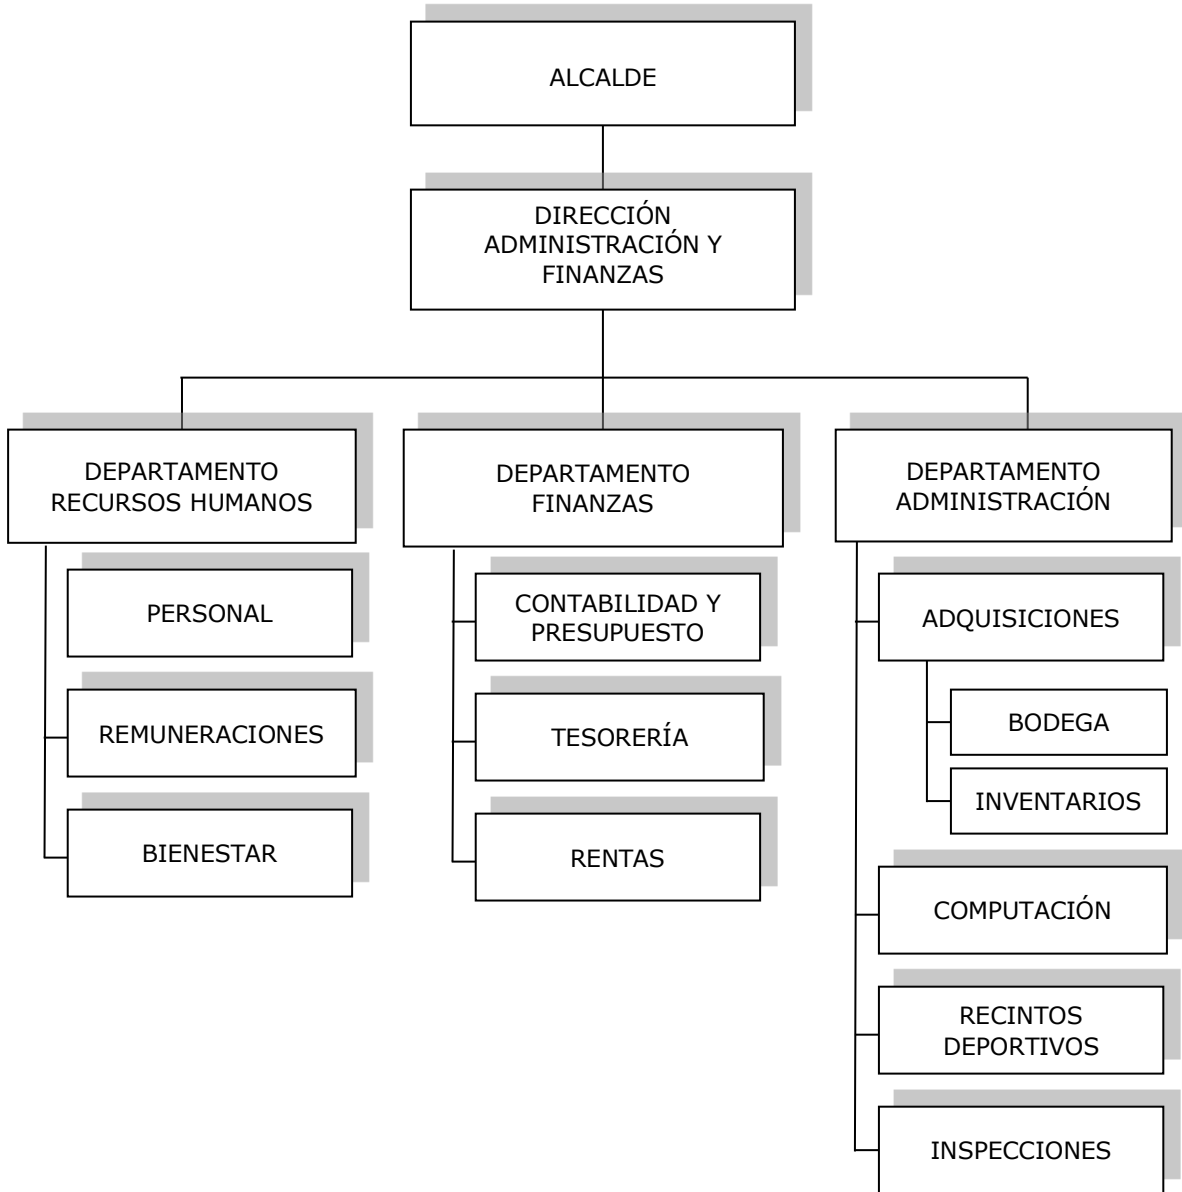 ALCALDE
DIRECCIÓN
ADMINISTRACIÓN Y
FINANZAS
DEPARTAMENTO
RECURSOS HUMANOS
PERSONAL
REMUNERACIONES
BIENESTAR
DEPARTAMENTO
FINANZAS
CONTABILIDAD Y
PRESUPUESTO
TESORERÍA
RENTAS
DEPARTAMENTO
ADMINISTRACIÓN
ADQUISICIONES
BODEGA
INVENTARIOS
COMPUTACIÓN
RECINTOS
DEPORTIVOS
INSPECCIONES